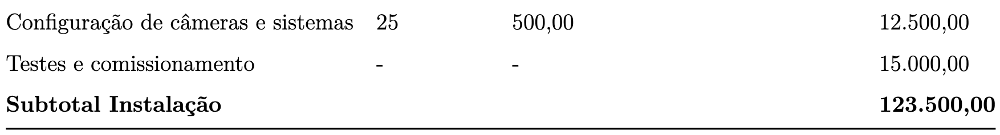 Configuração de câmeras e sistemas 25 500,00 12.500,00
Testes e comissionamento - - 15.000,00
Subtotal Instalação 123.500,00